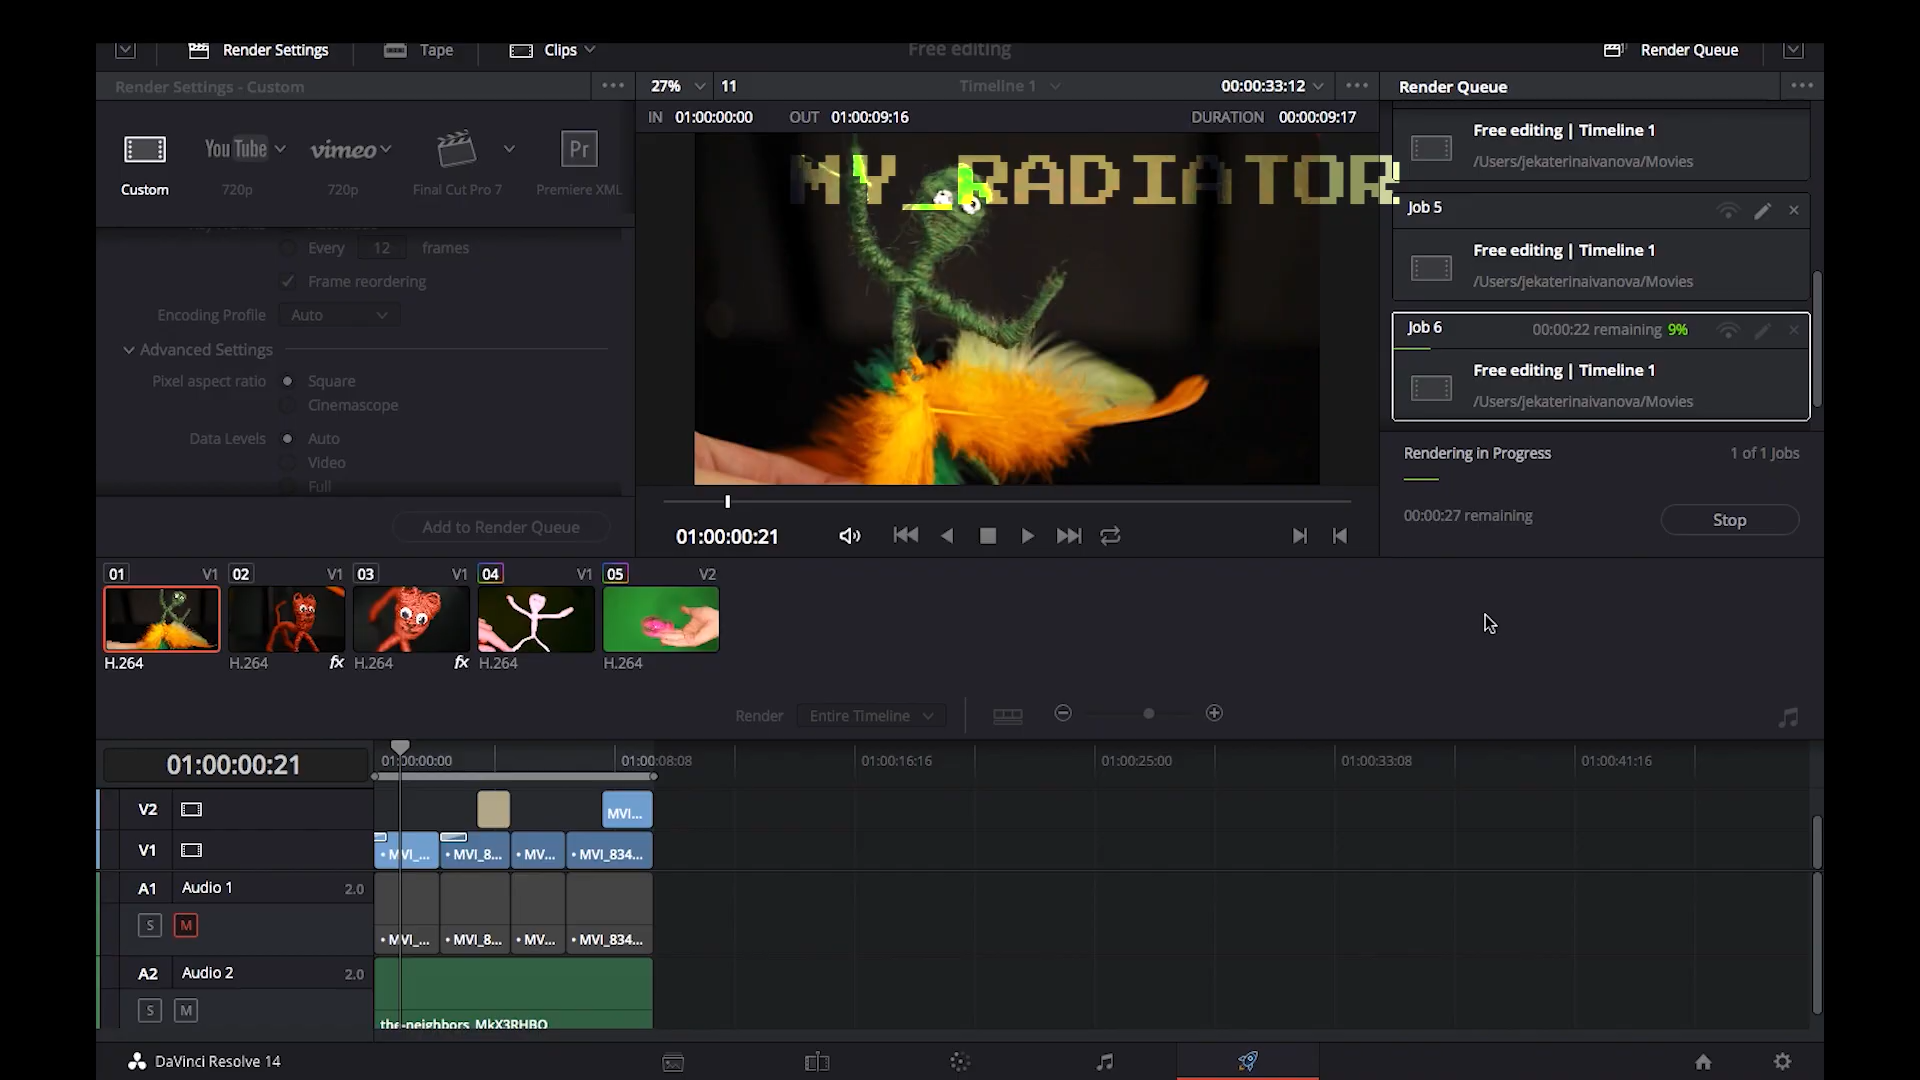 Render Settings
Tape
Clips
Free editing
Render Queue
Render Settings - Custom
27%
11
Timeline 1
00:00:33:12
Render Queue
IN 01:00:00:00 OUT 01:00:09:16
DURATION 00:00:09:17
MY_RADIATOR
Custom
YouTube
720p
vimeo
720p
Final Cut Pro 7
Pr
Premiere XML
Every 12 frames
Frame reordering
Encoding Profile Auto
Advanced Settings
Pixel aspect ratio Square
Cinemascope
Data Levels Auto
Video
Full
Add to Render Queue
01:00:00:21
Free editing | Timeline 1
/Users/jekaterinaivanova/Movies
Job 5
Free editing | Timeline 1
/Users/jekaterinaivanova/Movies
Job 6 00:00:22 remaining 9%
Free editing | Timeline 1
/Users/jekaterinaivanova/Movies
Rendering in Progress 1 of 1 Jobs
00:00:27 remaining
Stop
01 V1 02 V1 03 V1 04 V1 05 V2
H.264 H.264 fx H.264 fx H.264 H.264
Render Entire Timeline
01:00:00:21
01:00:00:00 01:00:08:08 01:00:16:16 01:00:25:00 01:00:33:08 01:00:41:16
V2
MVI...
V1
MVI_... MVI_8... MV... MVI_834...
A1 Audio 1 2.0
S M
MVI_... MVI_8... MV... MVI_834...
A2 Audio 2 2.0
S M
the-neighbors_MkX3RHBO
DaVinci Resolve 14